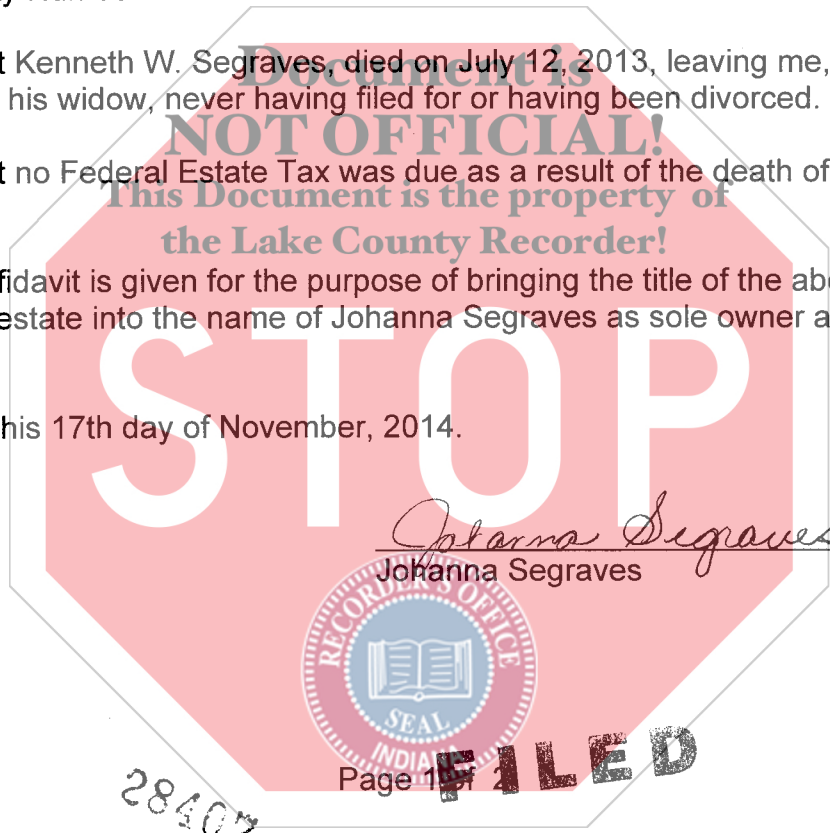 t Kenneth W. Segraves, died on July 12, 2013, leaving me,
his widow, never having filed for or having been divorced.
t no Federal Estate Tax was due as a result of the death of
fidavit is given for the purpose of bringing the title of the
estate into the name of Johanna Segraves as sole owner
his 17th day of November, 2014.
Johanna Segraves
Johanna Segraves
Document is
NOT OFFICIAL!
This Document is the property of
the Lake County Recorder!
STOP
RECORDER'S OFFICE
SEAL
INDIANA
Page 1 of 2
FILED
28407